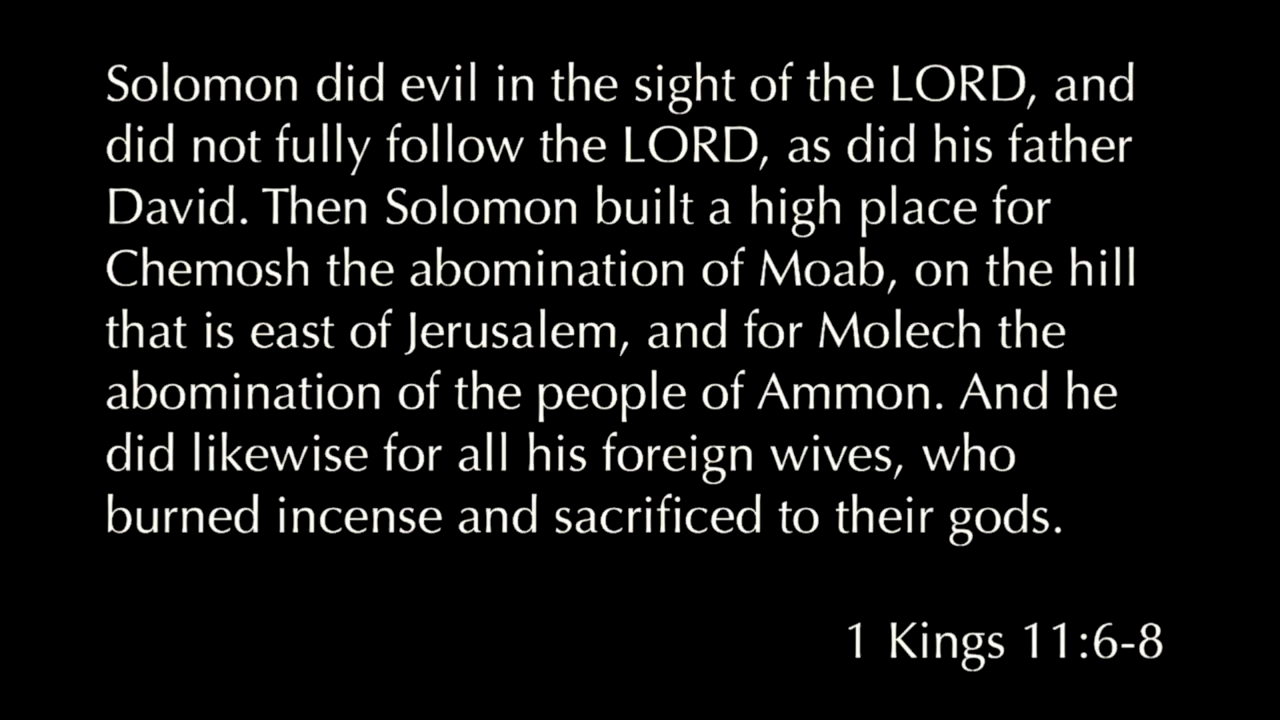 Solomon did evil in the sight of the LORD, and
did not fully follow the LORD, as did his father
David. Then Solomon built a high place for
Chemosh the abomination of Moab, on the hill
that is east of Jerusalem, and for Molech the
abomination of the people of Ammon. And he
did likewise for all his foreign wives, who
burned incense and sacrificed to their gods.
1 Kings 11:6-8